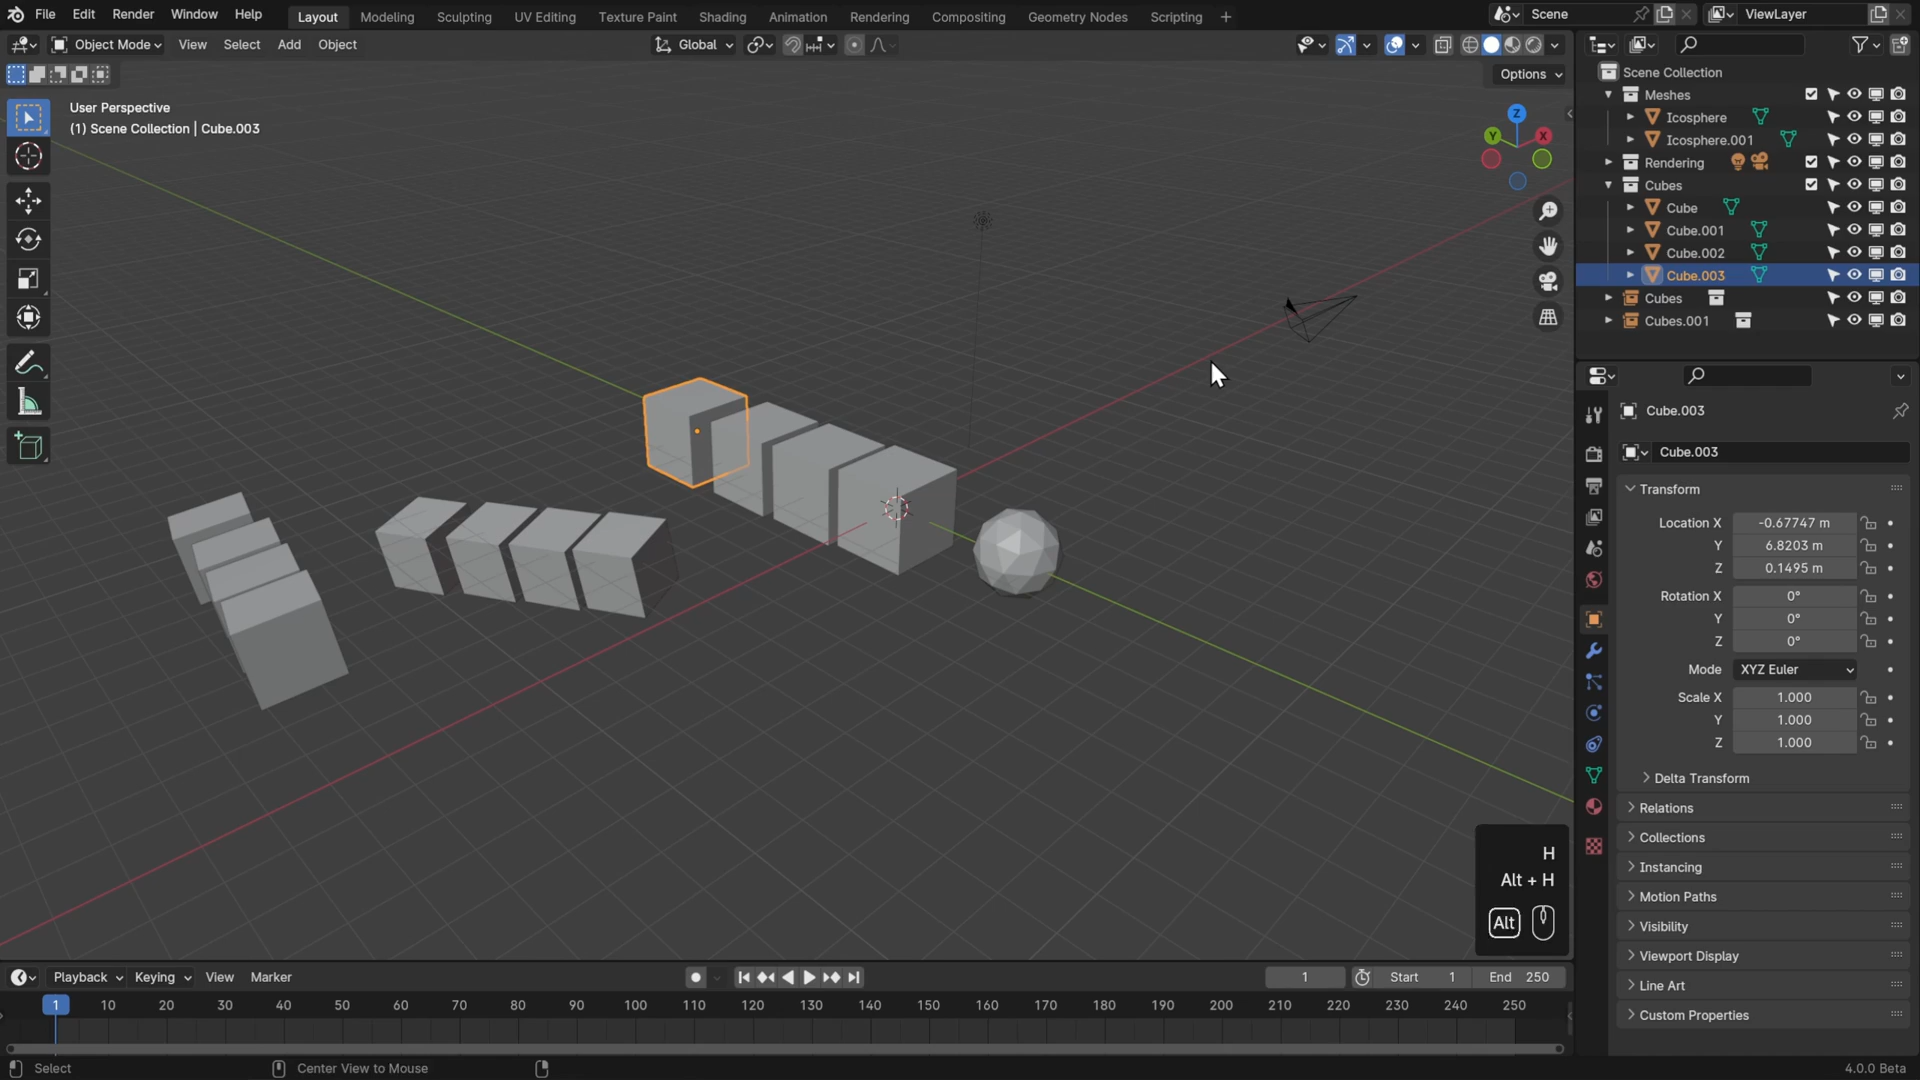 File Edit Render Window Help Layout Modeling Sculpting UV Editing Texture Paint Shading Animation Rendering Compositing Geometry Nodes Scripting + Scene ViewLayer
Object Mode View Select Add Object Global
Options
User Perspective
(1) Scene Collection | Cube.003
Z
Y X
Scene Collection
Meshes
Icosphere
Icosphere.001
Rendering
Cubes
Cube
Cube.001
Cube.002
Cube.003
Cubes
Cubes.001
Cube.003
Cube.003
Transform
Location X -0.67747 m
Y 6.8203 m
Z 0.1495 m
Rotation X 0°
Y 0°
Z 0°
Mode XYZ Euler
Scale X 1.000
Y 1.000
Z 1.000
Delta Transform
Relations
Collections
Instancing
Motion Paths
Visibility
Viewport Display
Line Art
Custom Properties
H
Alt + H
Alt
Playback Keying View Marker 1 Start 1 End 250
1 10 20 30 40 50 60 70 80 90 100 110 120 130 140 150 160 170 180 190 200 210 220 230 240 250
Select Center View to Mouse 4.0.0 Beta